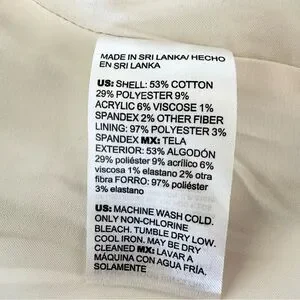 MADE IN SRI LANKA/ HECHO
EN SRI LANKA
US: SHELL: 53% COTTON
29% POLYESTER 9%
ACRYLIC 6% VISCOSE 1%
SPANDEX 2% OTHER FIBER
LINING: 97% POLYESTER 3%
SPANDEX MX: TELA
EXTERIOR: 53% ALGODÓN
29% poliéster 9% acrílico 6%
viscosa 1% elastano 2% otra
fibra FORRO: 97% poliéster
3% elastano
US: MACHINE WASH COLD.
ONLY NON-CHLORINE
BLEACH. TUMBLE DRY LOW.
COOL IRON. MAY BE DRY
CLEANED MX: LAVAR A
MÁQUINA CON AGUA FRÍA.
SOLAMENTE